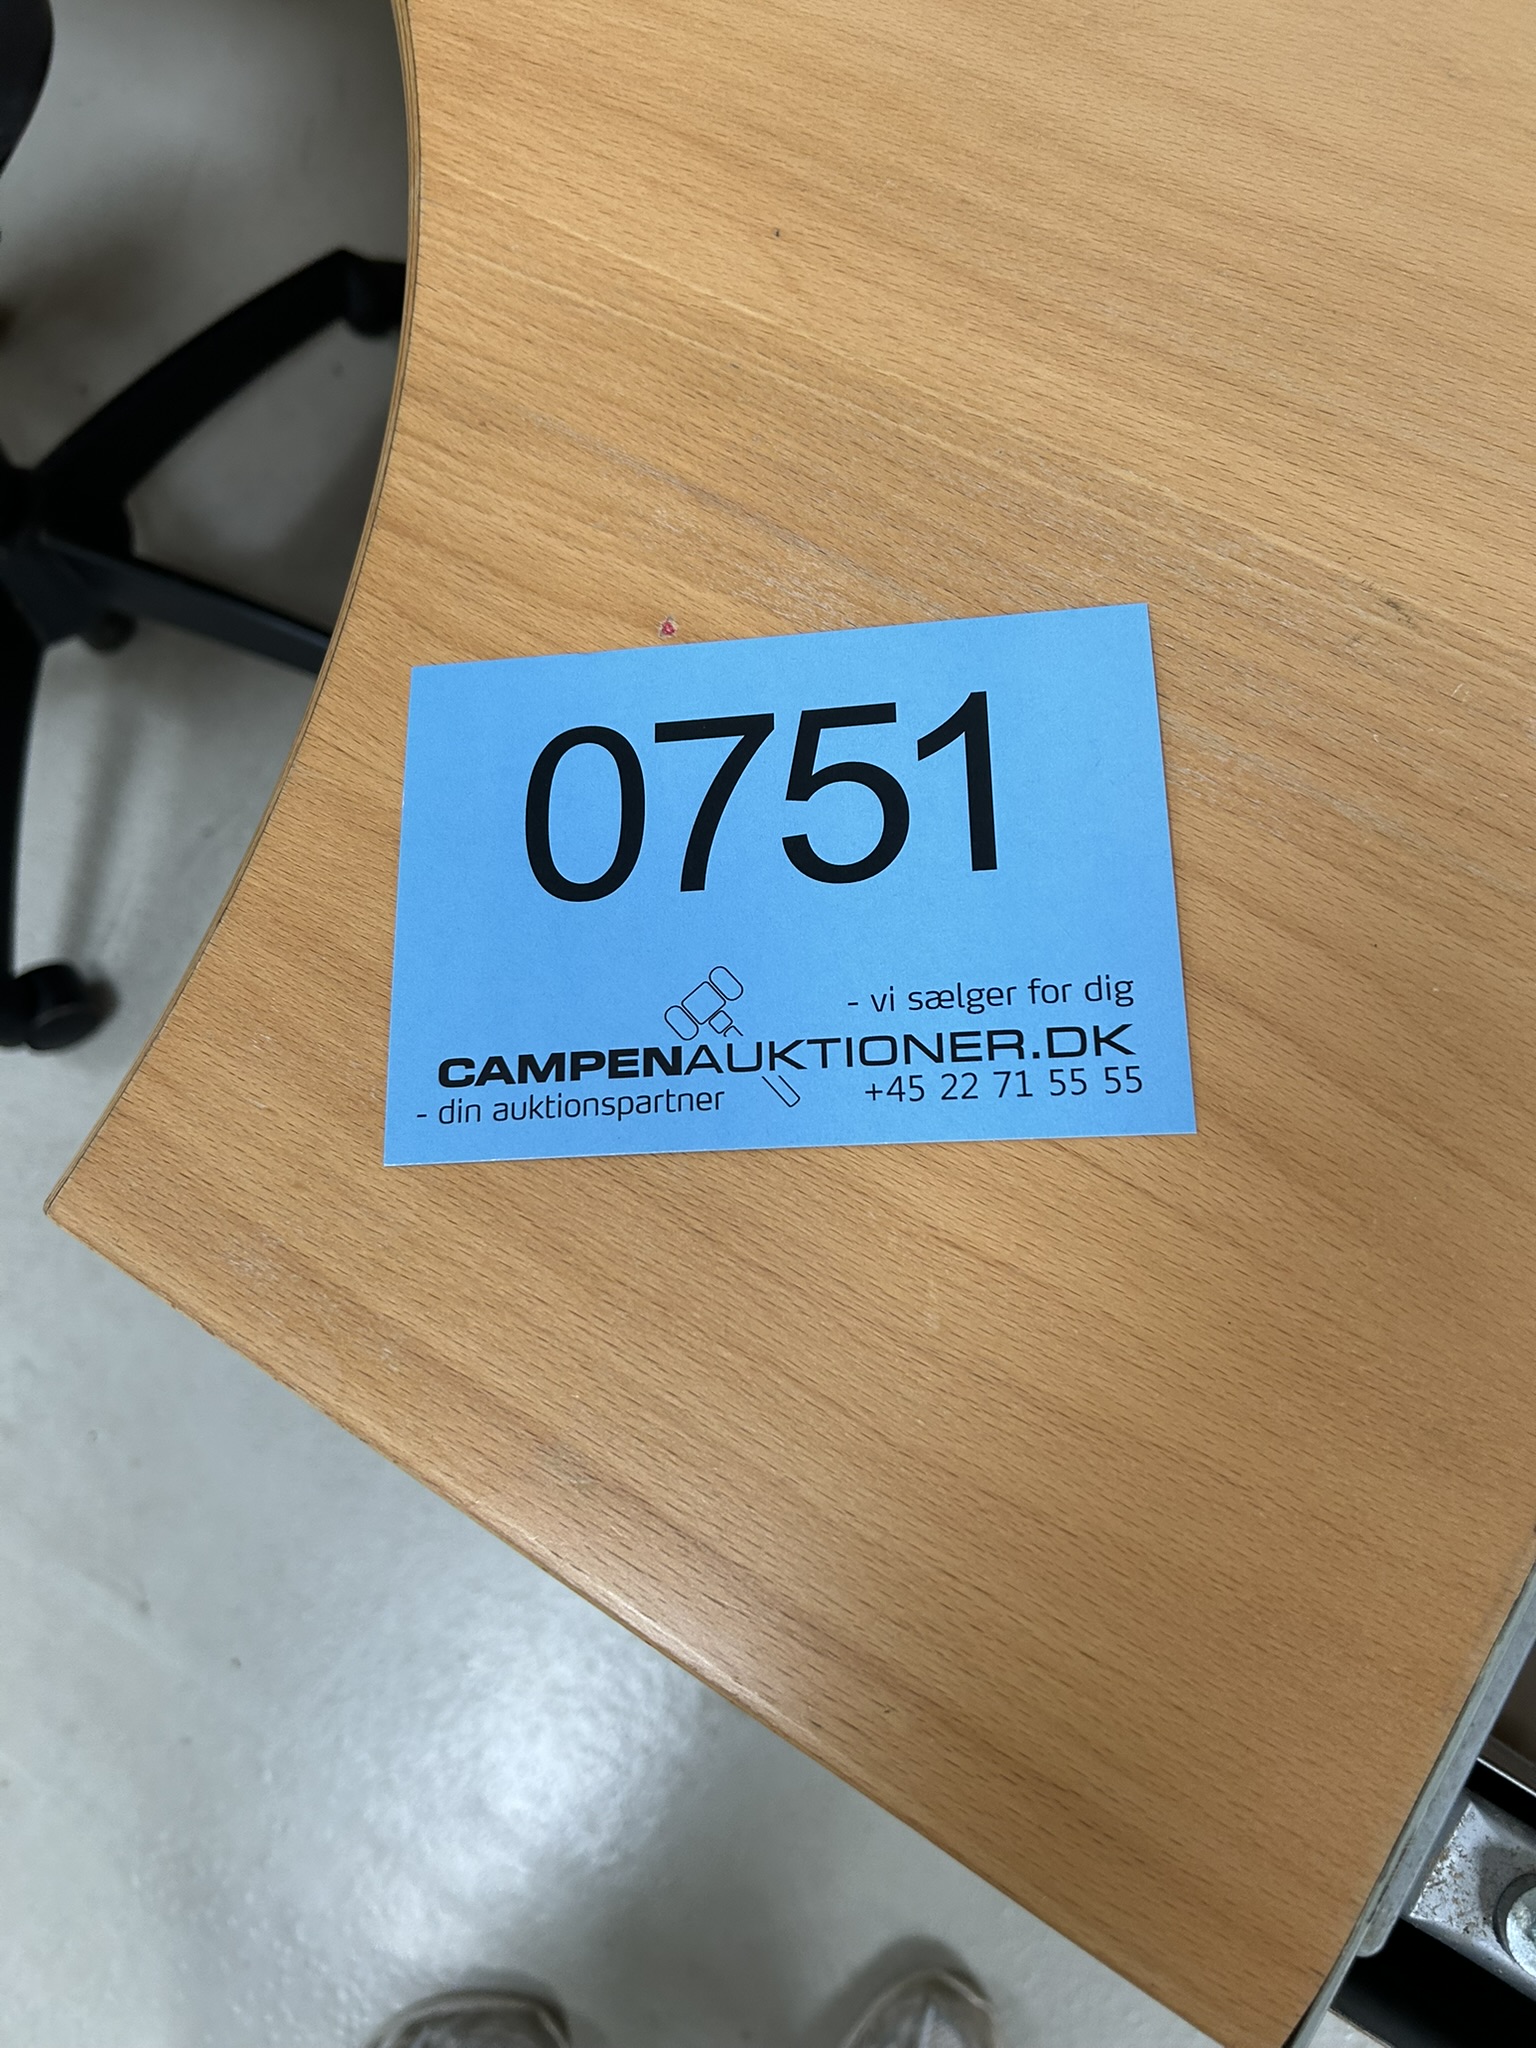 0751
- vi sælger for dig
CAMPENAUKTIONER.DK
- din auktionspartner
+45 22 71 55 55